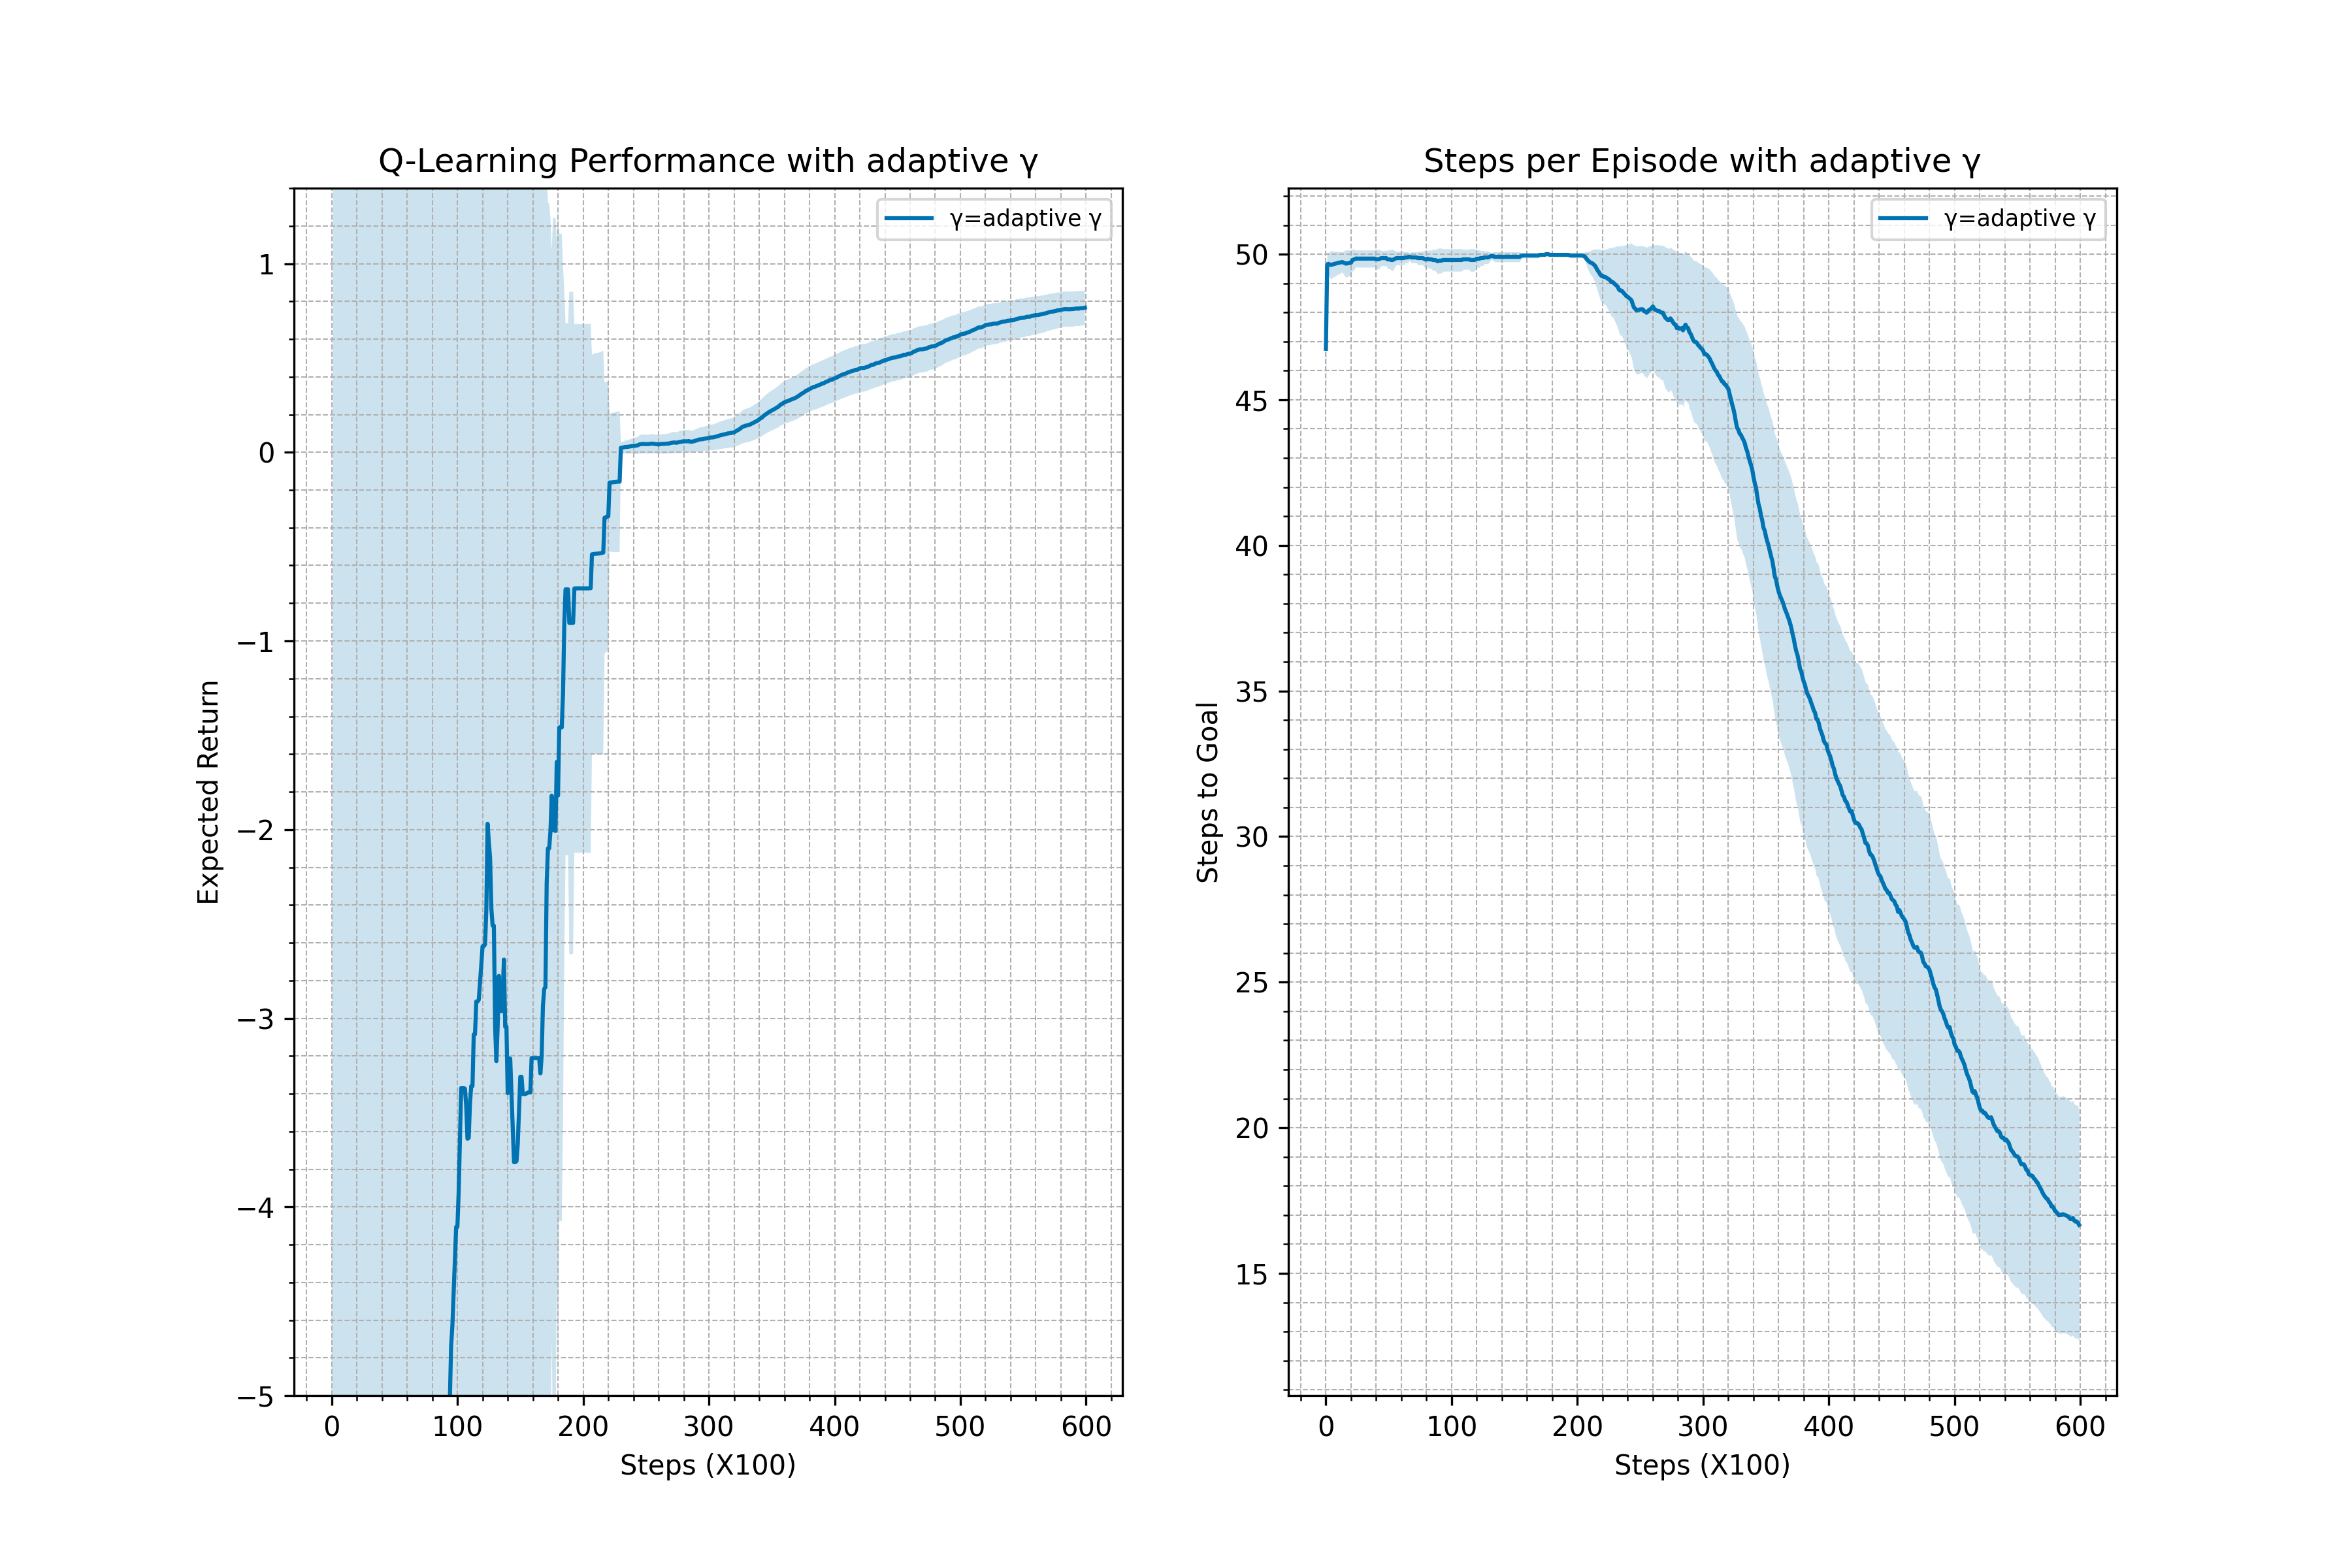 Q-Learning Performance with adaptive γ
γ=adaptive γ
1
0
−1
−2
−3
−4
−5
Expected Return
0 100 200 300 400 500 600
Steps (X100)
Steps per Episode with adaptive γ
γ=adaptive γ
50
45
40
35
30
25
20
15
Steps to Goal
0 100 200 300 400 500 600
Steps (X100)